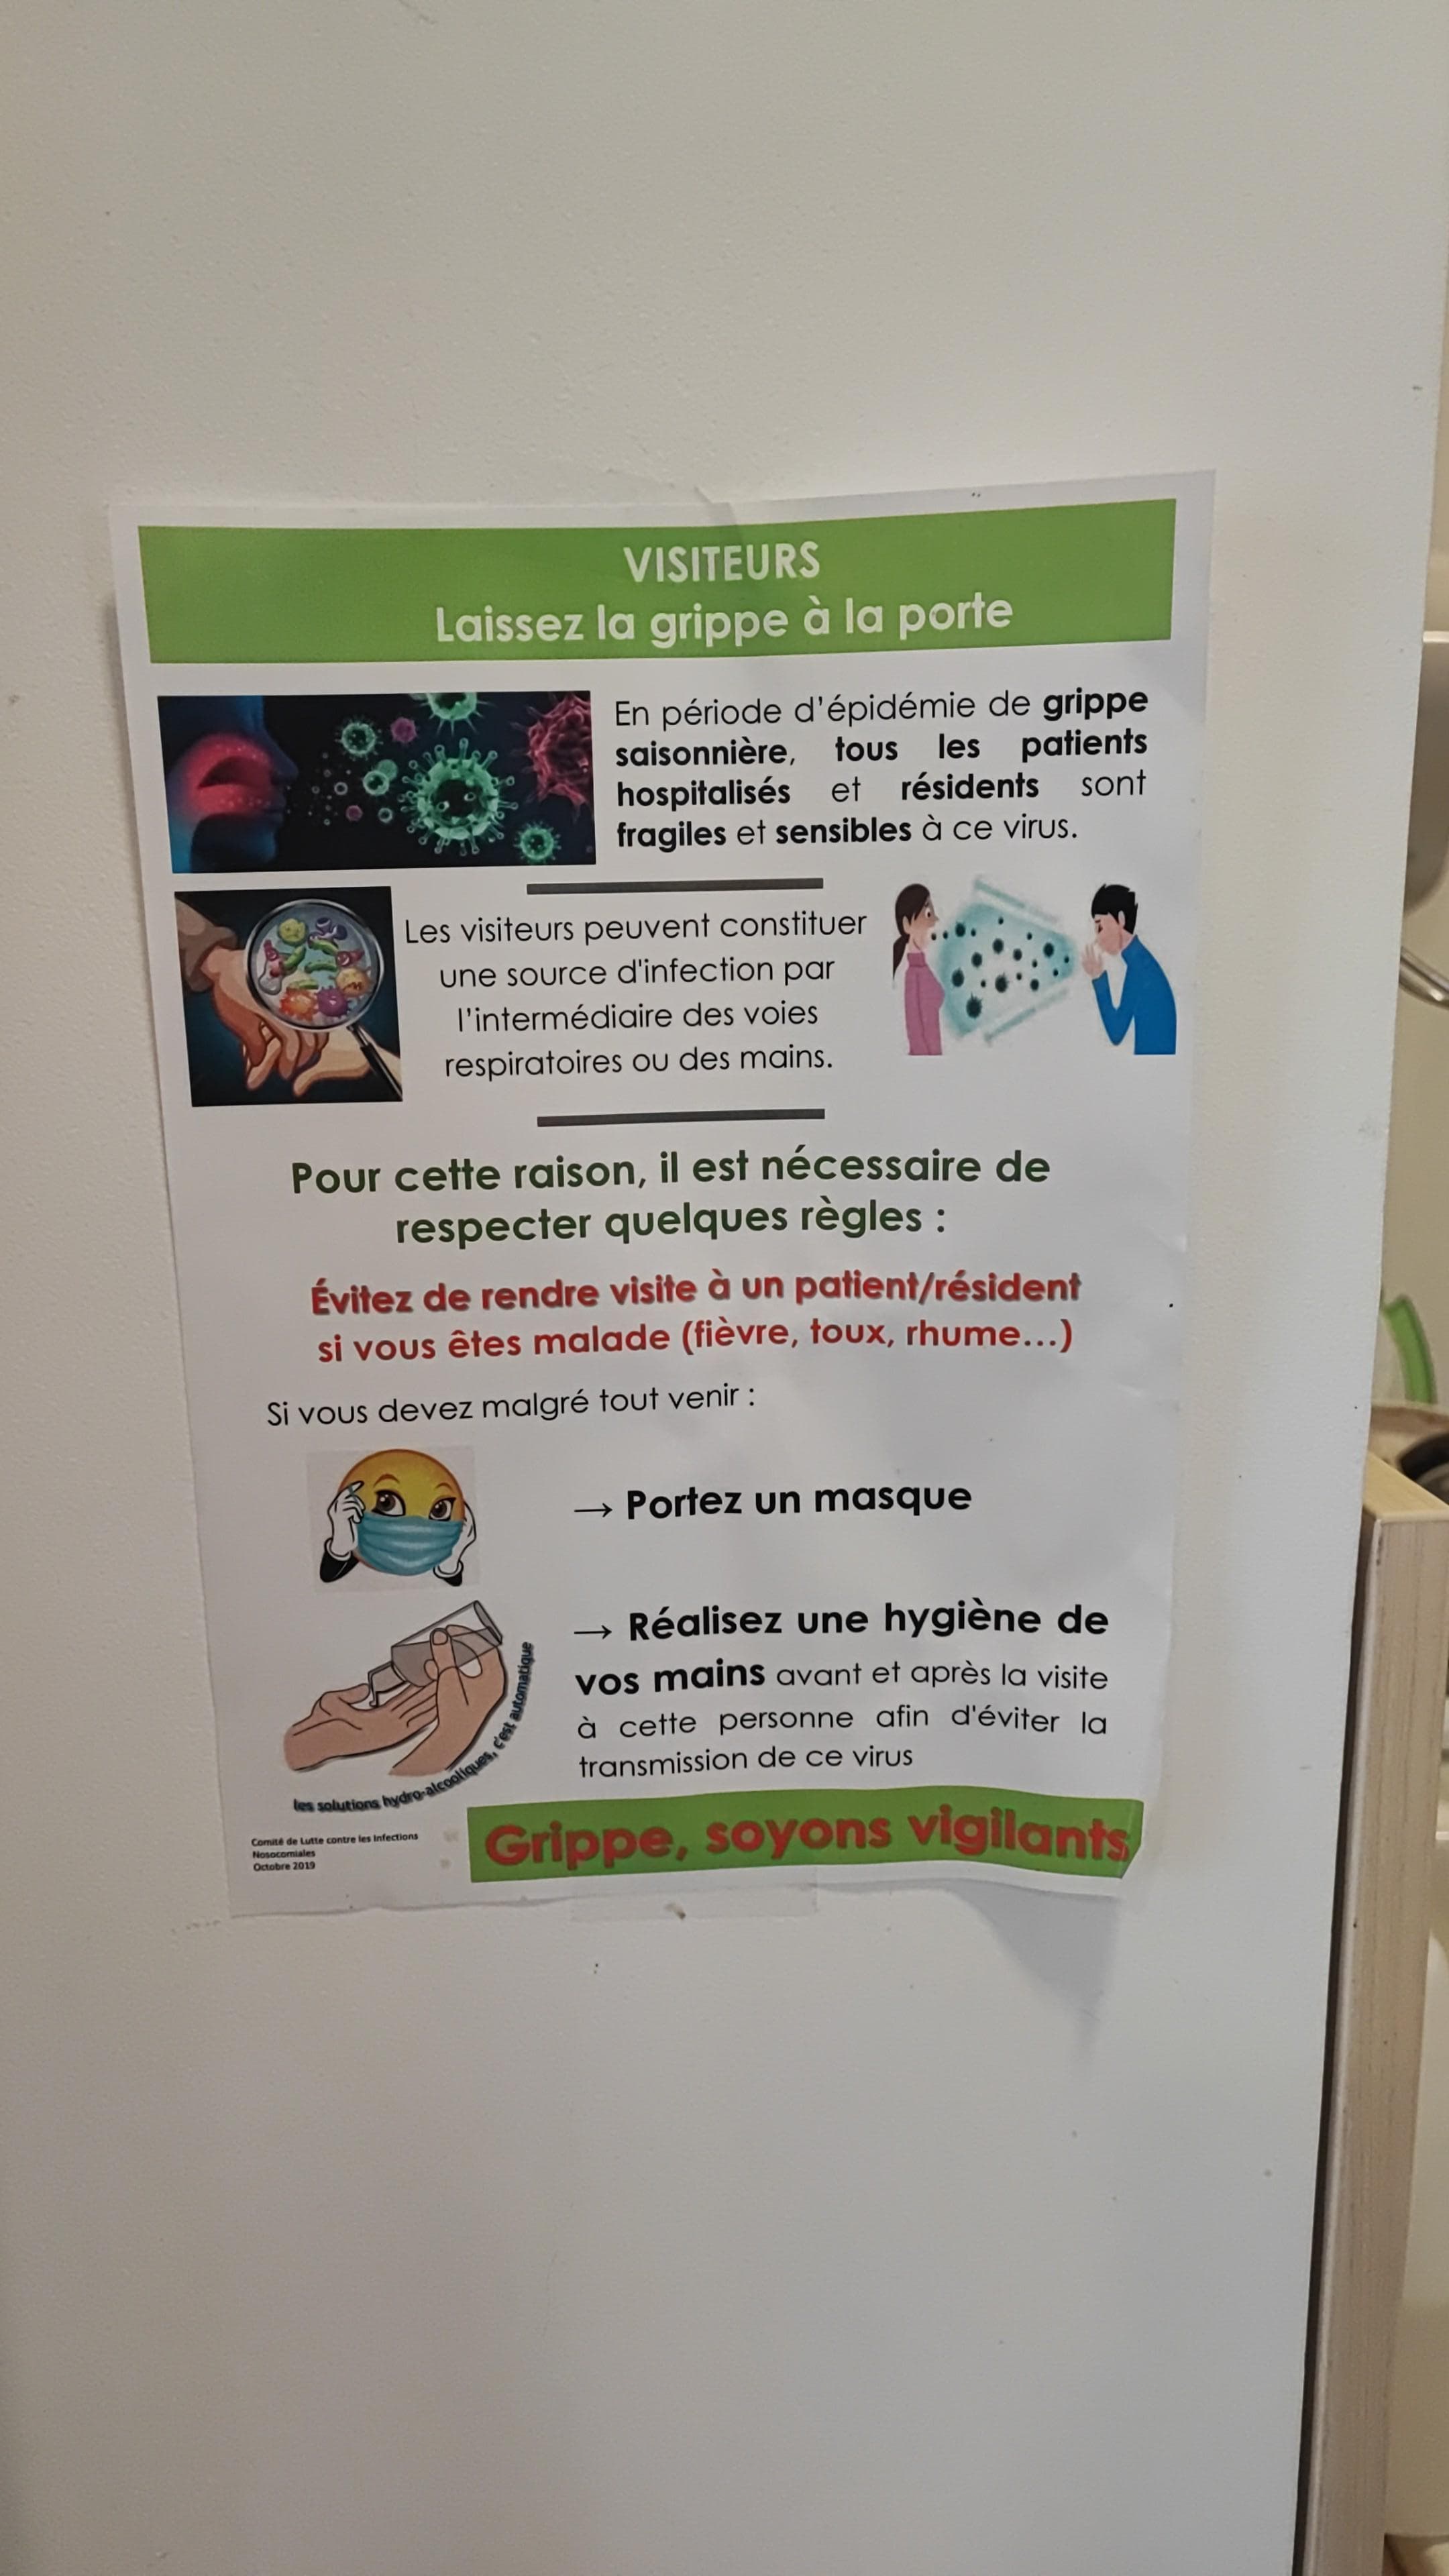 VISITEURS
Laissez la grippe à la porte
En période d'épidémie de grippe
saisonnière, tous les patients
hospitalisés et résidents sont
fragiles et sensibles à ce virus.
Les visiteurs peuvent constituer
une source d'infection par
l'intermédiaire des voies
respiratoires ou des mains.
Pour cette raison, il est nécessaire de
respecter quelques règles :
Évitez de rendre visite à un patient/résident
si vous êtes malade (fièvre, toux, rhume...)
Si vous devez malgré tout venir :
→ Portez un masque
→ Réalisez une hygiène de
vos mains avant et après la visite
à cette personne afin d'éviter la
transmission de ce virus
les solutions hydro-alcooliques, c'est automatique
Comité de Lutte contre les Infections
Nosocomiales
Octobre 2019
Grippe, soyons vigilants